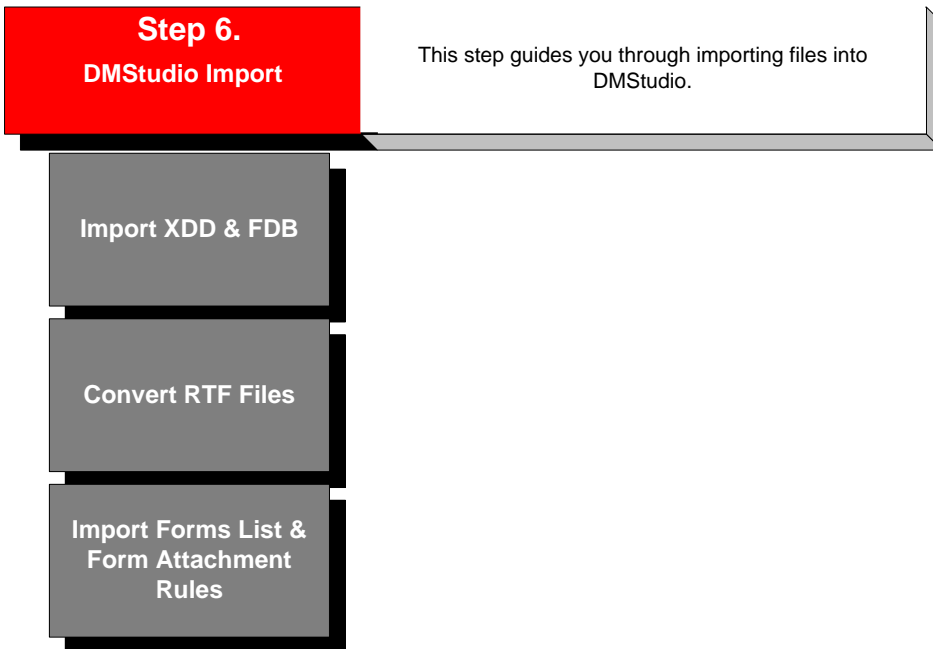 Step 6.
DMStudio Import
This step guides you through importing files into
DMStudio.
Import XDD & FDB
Convert RTF Files
Import Forms List &
Form Attachment
Rules